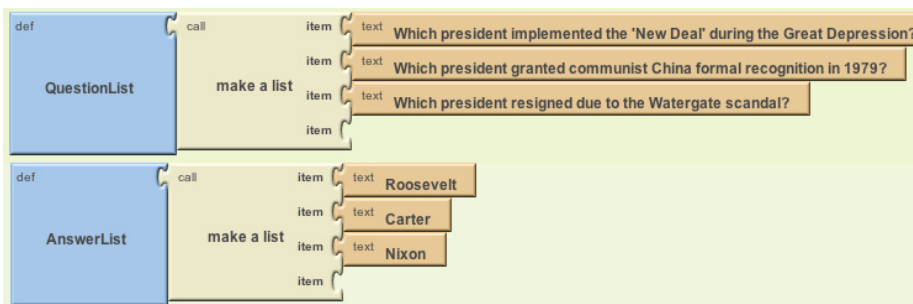 def call item text Which president implemented the 'New Deal' during the Great Depression?
item text Which president granted communist China formal recognition in 1979?
QuestionList make a list
item text Which president resigned due to the Watergate scandal?
item
def call item text Roosevelt
item text Carter
AnswerList make a list
item text Nixon
item